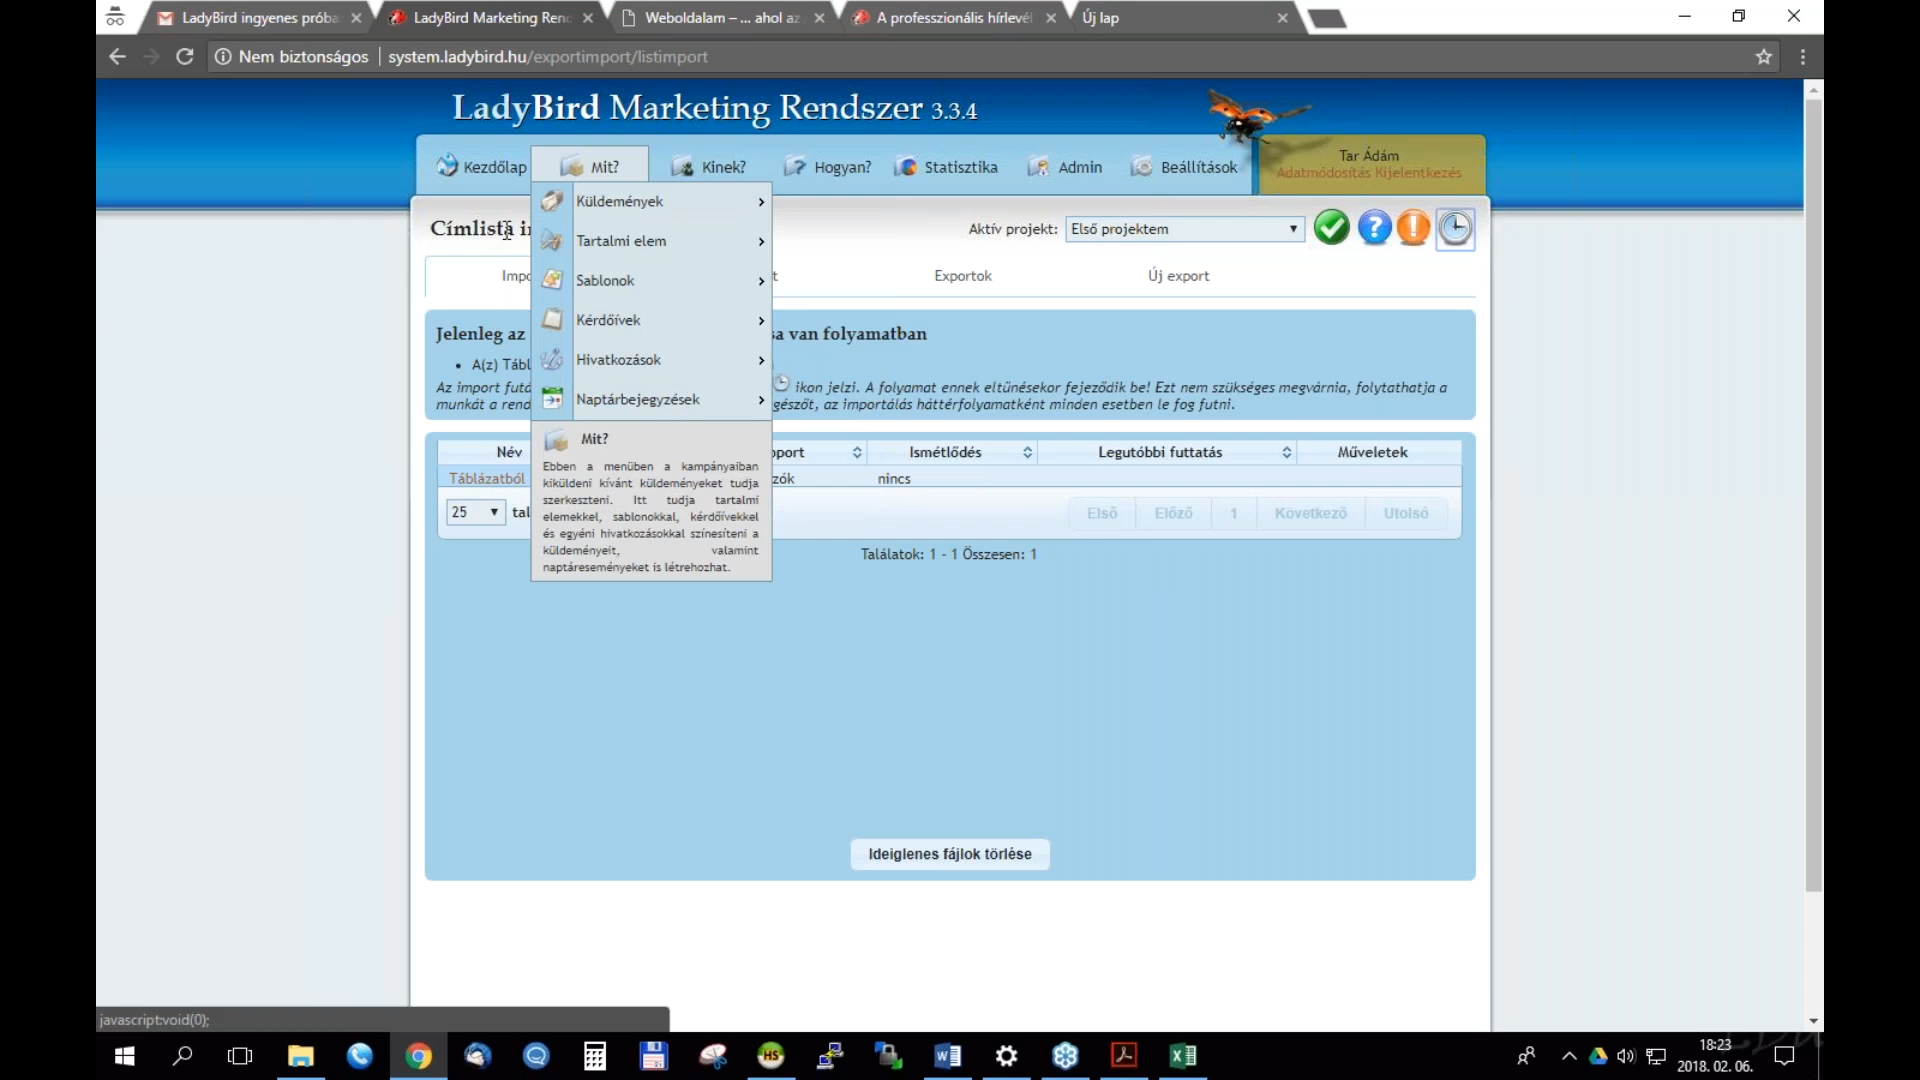 LadyBird ingyenes próba
LadyBird Marketing Rend
Weboldalam – ... ahol az
A professzionális hírlevél
Új lap
Nem biztonságos
system.ladybird.hu/exportimport/listimport
LadyBird Marketing Rendszer 3.3.4
Kezdőlap
Mit?
Kinek?
Hogyan?
Statisztika
Admin
Beállítások
Tar Ádám
Adatmódosítás Kijelentkezés
Küldemények
Tartalmi elem
Sablonok
Kérdőívek
Hivatkozások
Naptárbejegyzések
Mit?
Ebben a menüben a kampányaiban
kiküldeni kívánt küldeményeket tudja
szerkeszteni. Itt tudja tartalmi
elemekkel, sablonokkal, kérdőívekkel
és egyéni hivatkozásokkal színesíteni a
küldeményeit, valamint
naptáreseményeket is létrehozhat.
Címlista i
Aktív projekt:
Első projektem
Impo
t
Exportok
Új export
Jelenleg az
sa van folyamatban
A(z) Tábl
Az import futá
ikon jelzi. A folyamat ennek eltűnésekor fejeződik be! Ezt nem szükséges megvárnia, folytathatja a
munkát a rend
gészőt, az importálás háttérfolyamatként minden esetben le fog futni.
Név
port
Ismétlődés
Legutóbbi futtatás
Műveletek
Táblázatból
zók
nincs
25
tal
Első
Előző
1
Következő
Utolsó
Találatok: 1 - 1 Összesen: 1
Ideiglenes fájlok törlése
javascript:void(0);
18:23
2018. 02. 06.